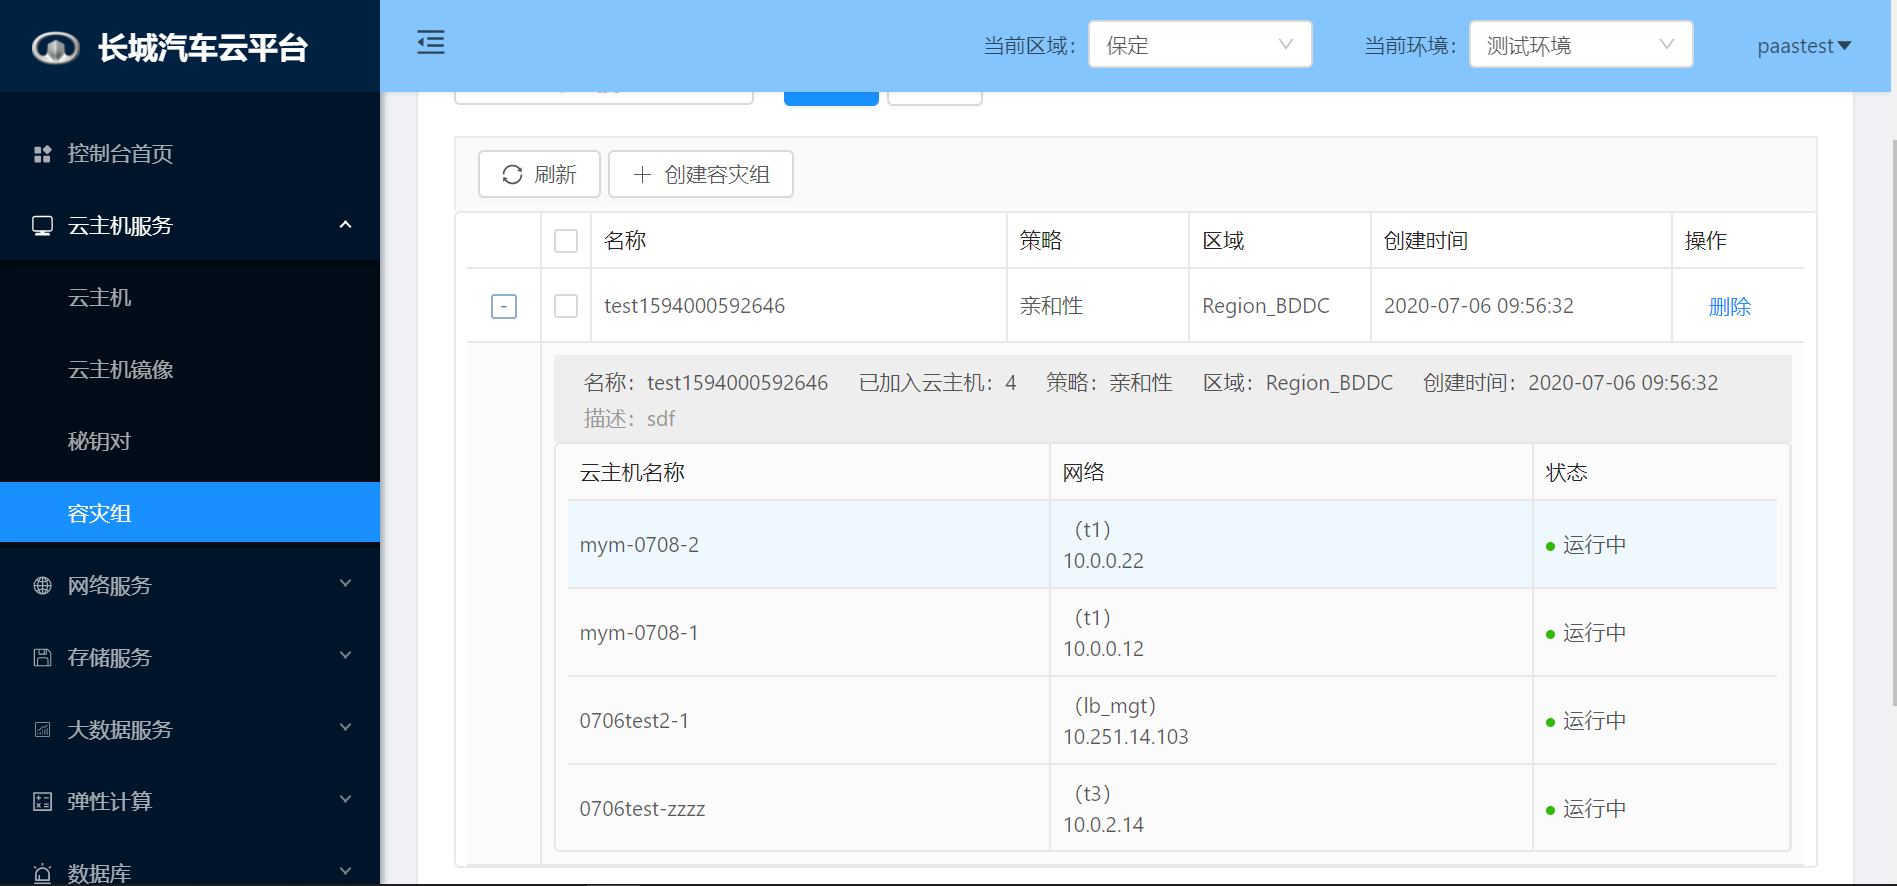 长城汽车云平台
当前区域：
保定
当前环境：
测试环境
paastest
控制台首页
云主机服务
云主机
云主机镜像
秘钥对
容灾组
网络服务
存储服务
大数据服务
弹性计算
数据库
刷新
创建容灾组
名称 策略 区域 创建时间 操作
- test1594000592646 亲和性 Region_BDDC 2020-07-06 09:56:32 删除
名称：test1594000592646 已加入云主机：4 策略：亲和性 区域：Region_BDDC 创建时间：2020-07-06 09:56:32
描述：sdf
云主机名称 网络 状态
mym-0708-2
（t1）
10.0.0.22
运行中
mym-0708-1
（t1）
10.0.0.12
运行中
0706test2-1
（lb_mgt）
10.251.14.103
运行中
0706test-zzzz
（t3）
10.0.2.14
运行中